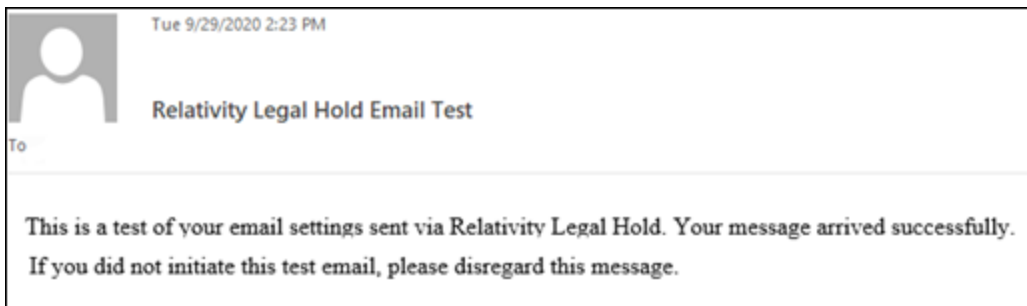 Tue 9/29/2020 2:23 PM
Relativity Legal Hold Email Test
To
This is a test of your email settings sent via Relativity Legal Hold. Your message arrived successfully.
If you did not initiate this test email, please disregard this message.